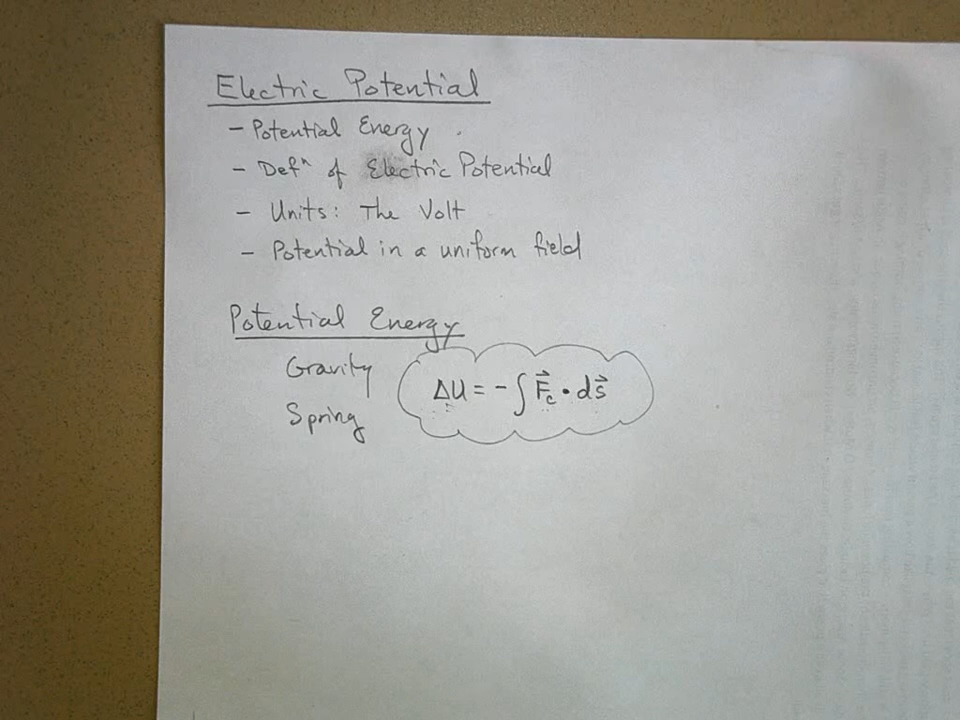 Electric Potential
- Potential Energy
- Defⁿ of Electric Potential
- Units: The Volt
- Potential in a uniform field
Potential Energy
Gravity
ΔU = - ∫ F⃗c • ds⃗
Spring